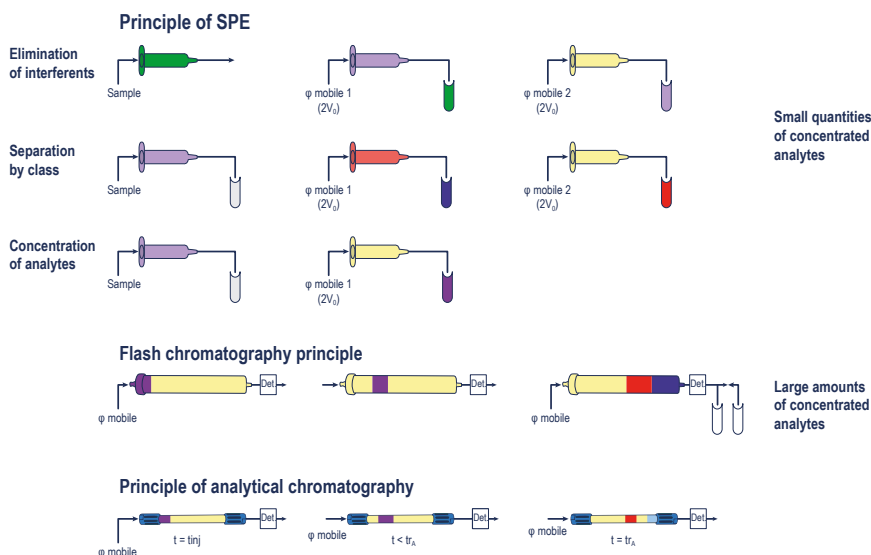 Principle of SPE
Elimination
of interferents
Sample
φ mobile 1
(2V₀)
φ mobile 2
(2V₀)
Small quantities
of concentrated
analytes
Separation
by class
Sample
φ mobile 1
(2V₀)
φ mobile 2
(2V₀)
Concentration
of analytes
Sample
φ mobile 1
(2V₀)
Flash chromatography principle
Det.
Det.
Det.
φ mobile
φ mobile
Large amounts
of concentrated
analytes
Principle of analytical chromatography
Det.
Det.
Det.
φ mobile
φ mobile
φ mobile
t = tinj
t < trA
t = trA